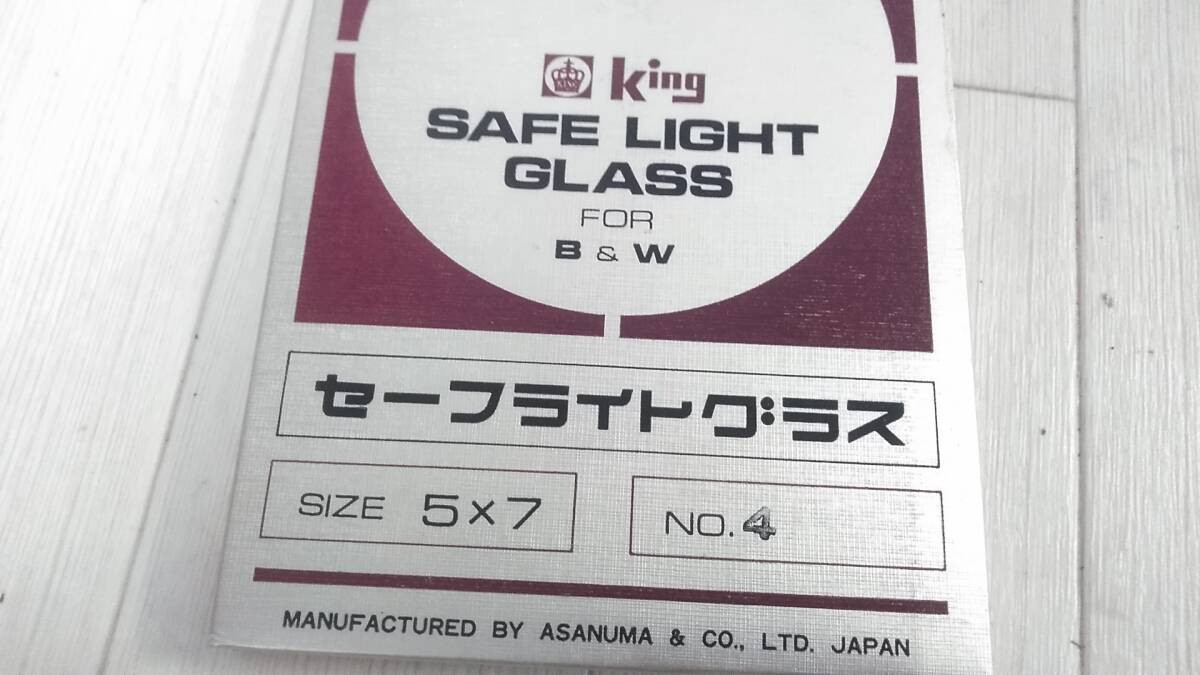 KING
King
SAFE LIGHT
GLASS
FOR
B & W
セーフライトグラス
SIZE 5×7
NO.4
MANUFACTURED BY ASANUMA & CO., LTD. JAPAN